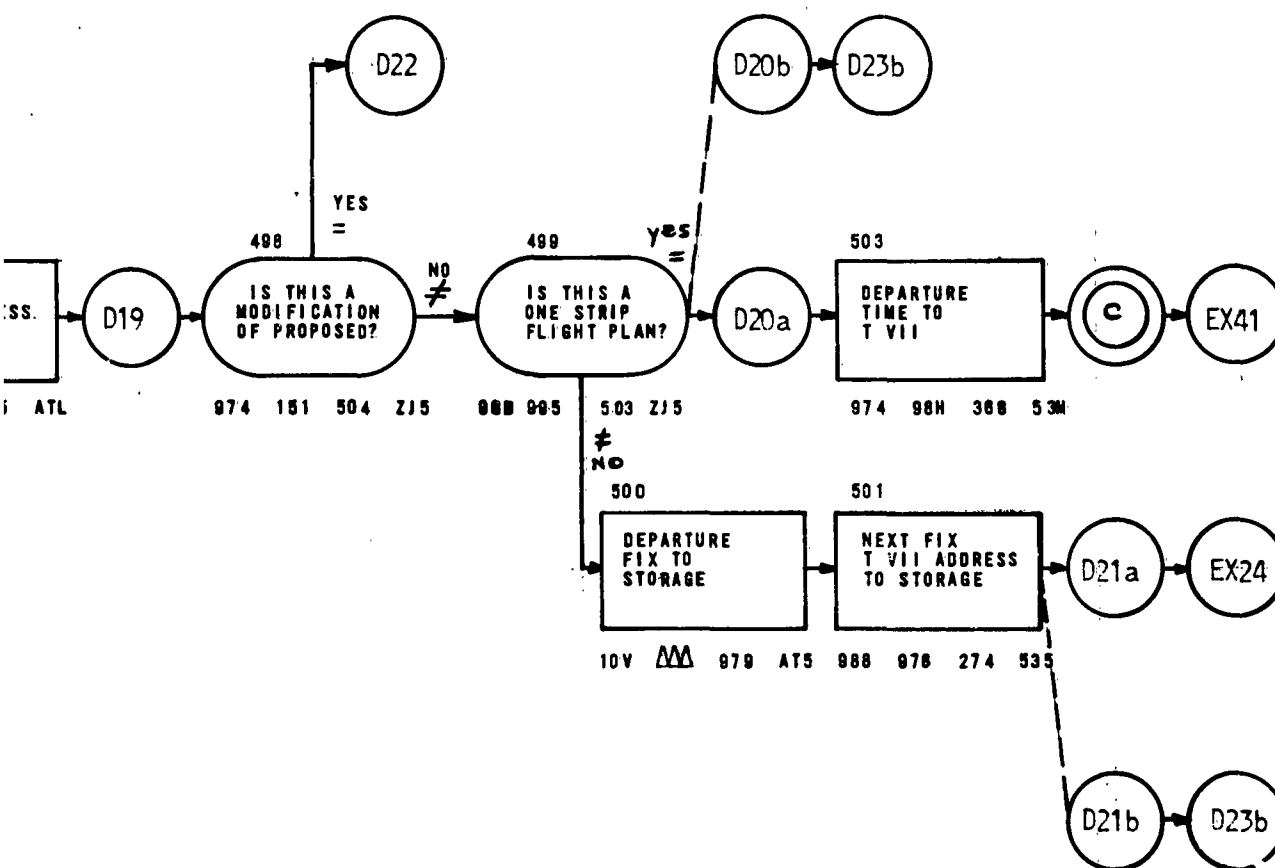 D22
D20b
D23b
YES
=
498
499
yes
=
503
SS.
D19
IS THIS A
MODIFICATION
OF PROPOSED?
NO
≠
IS THIS A
ONE STRIP
FLIGHT PLAN?
D20a
DEPARTURE
TIME TO
T VII
C
EX41
ATL
974 151 504 ZJ5
995 503 ZJ5
974 98H 366 53M
≠
NO
500
501
DEPARTURE
FIX TO
STORAGE
NEXT FIX
T VII ADDRESS
TO STORAGE
D21a
EX24
10V ΔΔΔ 979 AT5
988 976 274 535
D21b
D23b